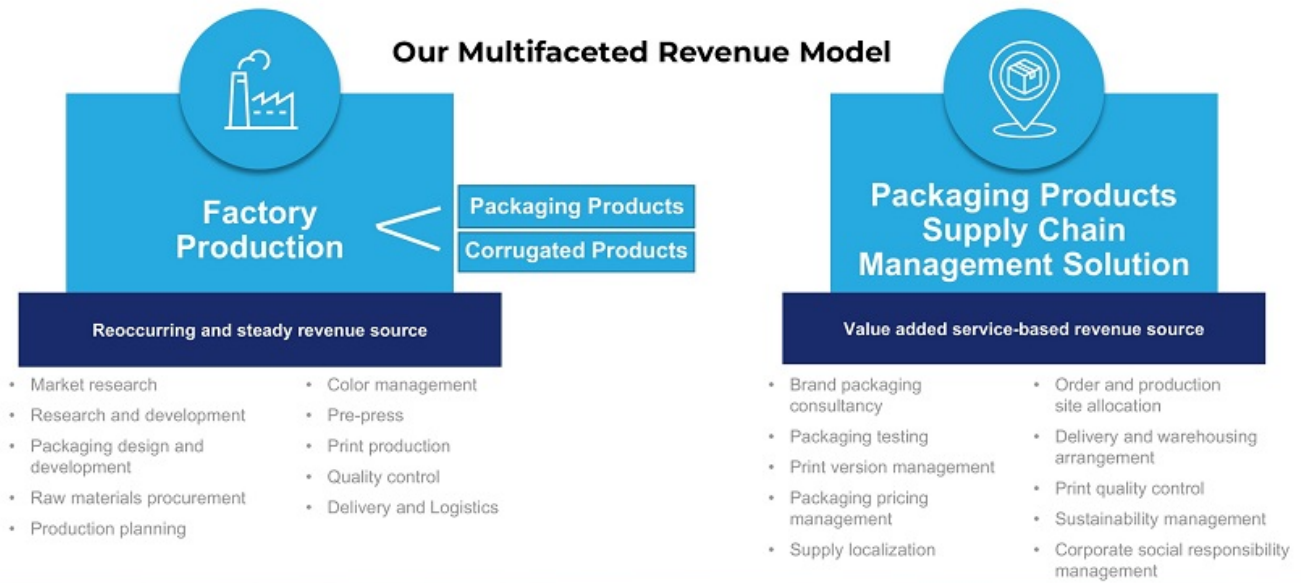 Our Multifaceted Revenue Model
Factory
Production
Packaging Products
Corrugated Products
Reoccurring and steady revenue source
• Market research
• Research and development
• Packaging design and
development
• Raw materials procurement
• Production planning
• Color management
• Pre-press
• Print production
• Quality control
• Delivery and Logistics
Packaging Products
Supply Chain
Management Solution
Value added service-based revenue source
• Brand packaging
consultancy
• Packaging testing
• Print version management
• Packaging pricing
management
• Supply localization
• Order and production
site allocation
• Delivery and warehousing
arrangement
• Print quality control
• Sustainability management
• Corporate social responsibility
management